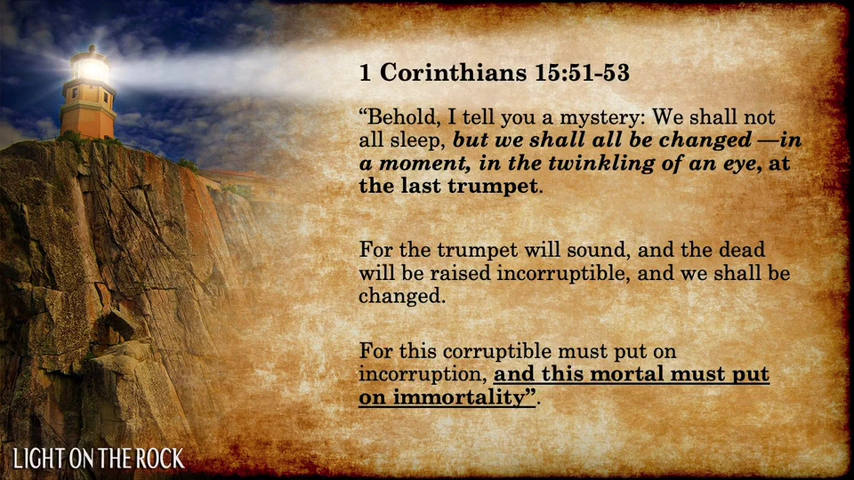 1 Corinthians 15:51-53
“Behold, I tell you a mystery: We shall not
all sleep, but we shall all be changed —in
a moment, in the twinkling of an eye, at
the last trumpet.
For the trumpet will sound, and the dead
will be raised incorruptible, and we shall be
changed.
For this corruptible must put on
incorruption, and this mortal must put
on immortality”.
LIGHT ON THE ROCK